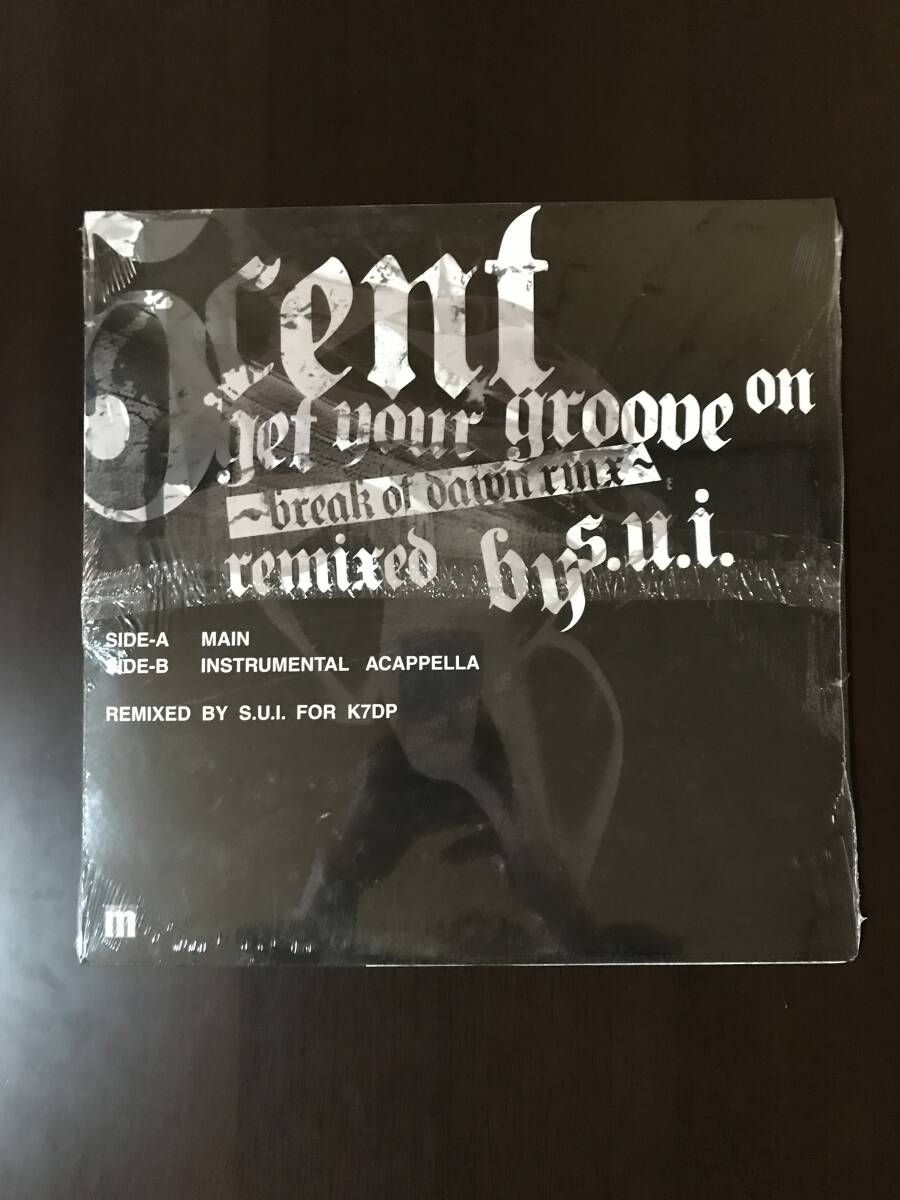 cent
get your groove on
~break of dawn rmx~
remixed by s.u.i.
SIDE-A MAIN
SIDE-B INSTRUMENTAL ACAPPELLA
REMIXED BY S.U.I. FOR K7DP
m